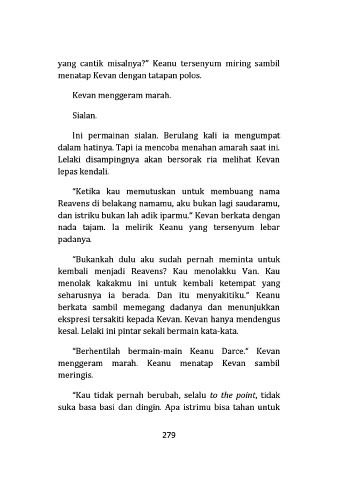 yang cantik misalnya?" Keanu tersenyum miring sambil
menatap Kevan dengan tatapan polos.
Kevan menggeram marah.
Sialan.
Ini permainan sialan. Berulang kali ia mengumpat
dalam hatinya. Tapi ia mencoba menahan amarah saat ini.
Lelaki disampingnya akan bersorak ria melihat Kevan
lepas kendali.
"Ketika kau memutuskan untuk membuang nama
Reavens di belakang namamu, aku bukan lagi saudaramu,
dan istriku bukan lah adik iparmu." Kevan berkata dengan
nada tajam. Ia melirik Keanu yang tersenyum lebar
padanya.
"Bukankah dulu aku sudah pernah meminta untuk
kembali menjadi Reavens? Kau menolakku Van. Kau
menolak kakakmu ini untuk kembali ketempat yang
seharusnya ia berada. Dan itu menyakitiku." Keanu
berkata sambil memegang dadanya dan menunjukkan
ekspresi tersakiti kepada Kevan. Kevan hanya mendengus
kesal. Lelaki ini pintar sekali bermain kata-kata.
"Berhentilah bermain-main Keanu Darce." Kevan
menggeram marah. Keanu menatap Kevan sambil
meringis.
"Kau tidak pernah berubah, selalu to the point, tidak
suka basa basi dan dingin. Apa istrimu bisa tahan untuk
279